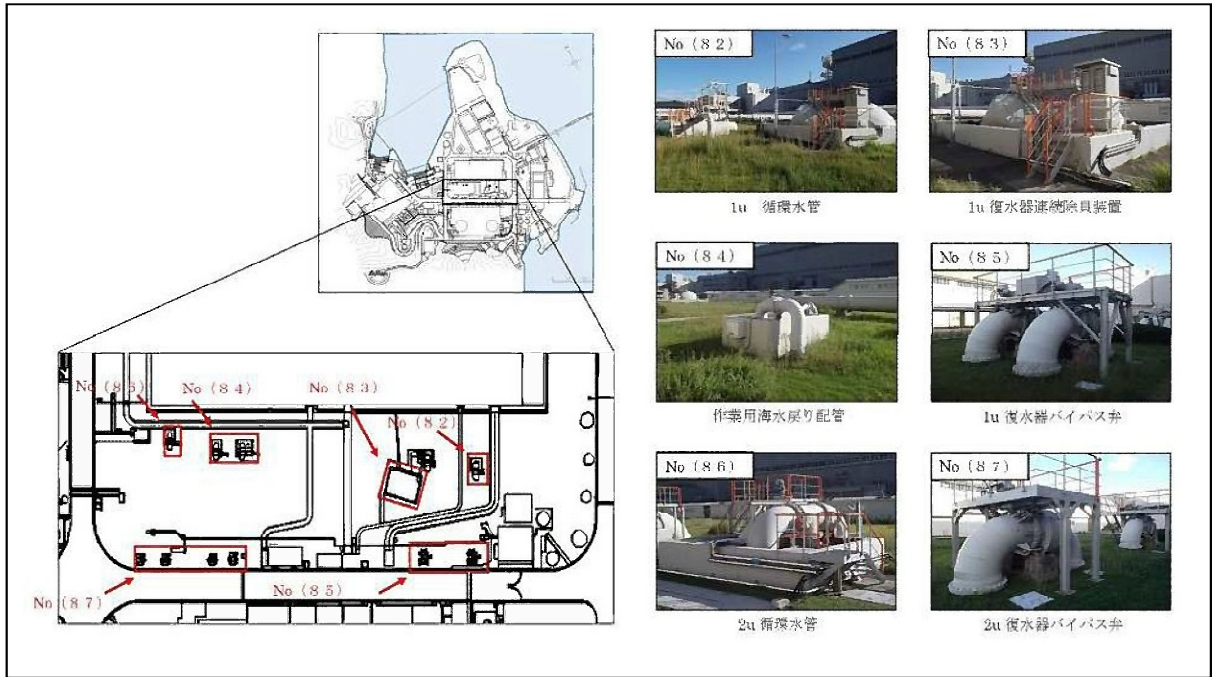 No (８２)
1u 循環水管
No (８３)
1u 復水器連続除貝装置
No (８４)
作業用海水戻り配管
No (８５)
1u 復水器バイパス弁
No (８６)
2u 循環水管
No (８７)
2u 復水器バイパス弁
No (８６)
No (８４)
No (８３)
No (８２)
No (８７)
No (８５)